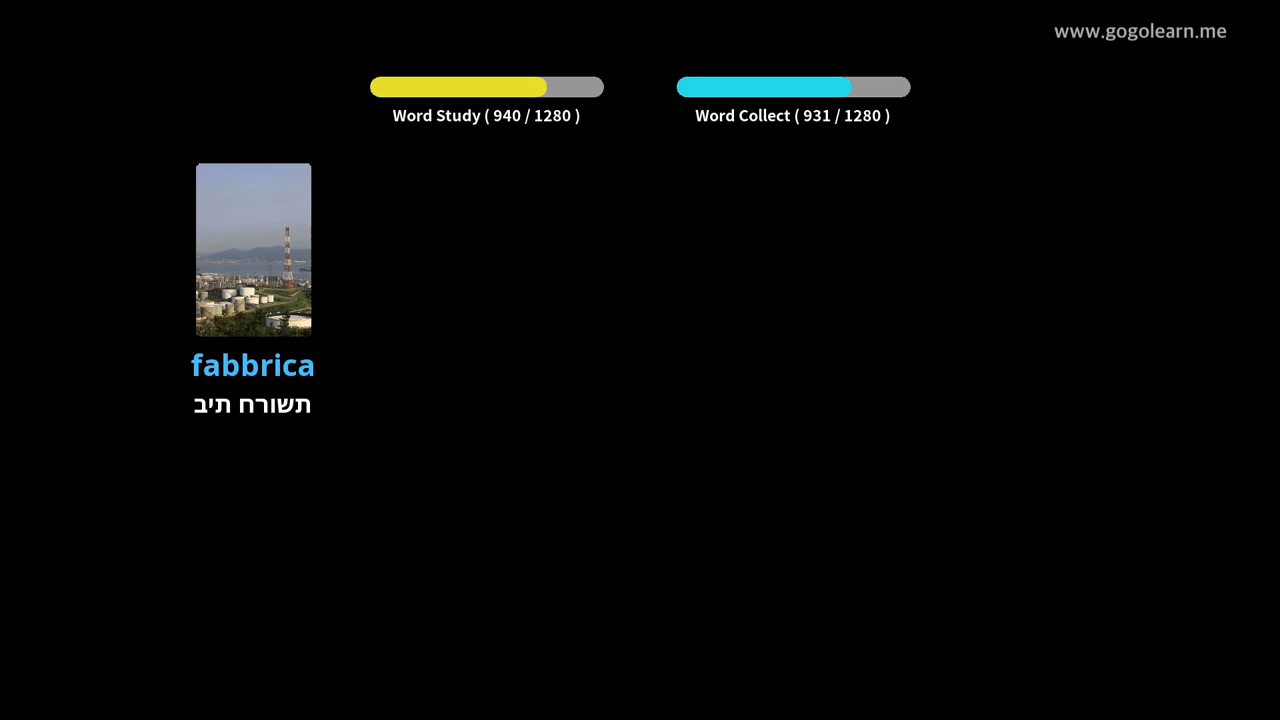 www.gogolearn.me
Word Study ( 940 / 1280 )
Word Collect ( 931 / 1280 )
fabbrica
תשורח תיב